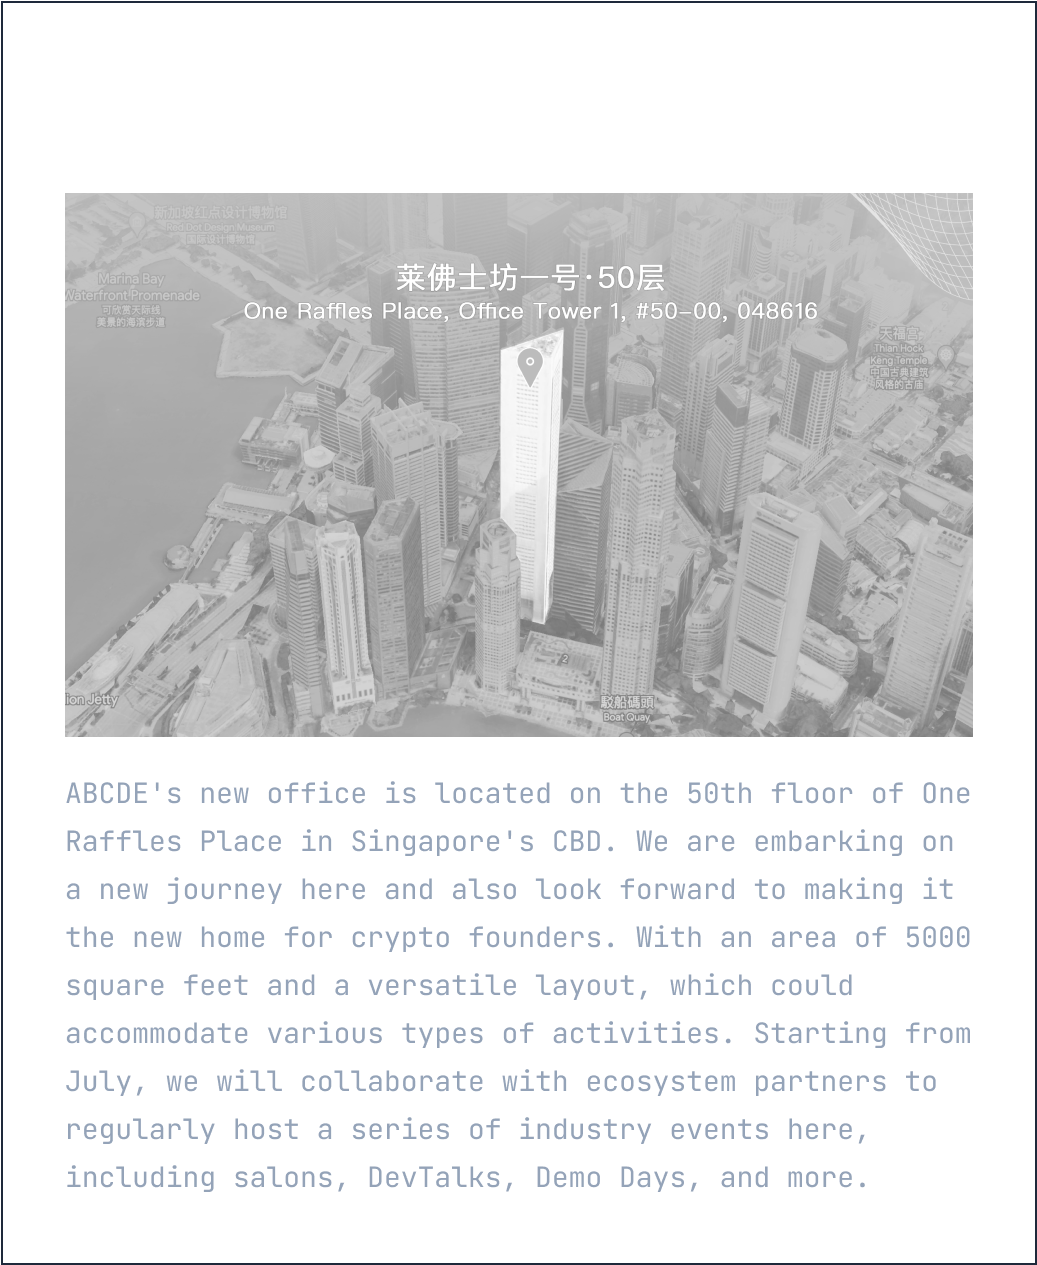 新加坡红点设计博物馆
Red Dot Design Museum
国际设计博物馆
Marina Bay
Waterfront Promenade
可欣赏天际线
美景的海滨步道
莱佛士坊一号·50层
One Raffles Place, Office Tower 1, #50-00, 048616
天福宫
Thian Hock
Keng Temple
中国古典建筑
风格的古庙
2
ion Jetty
駁船碼頭
Boat Quay
ABCDE's new office is located on the 50th floor of One
Raffles Place in Singapore's CBD. We are embarking on
a new journey here and also look forward to making it
the new home for crypto founders. With an area of 5000
square feet and a versatile layout, which could
accommodate various types of activities. Starting from
July, we will collaborate with ecosystem partners to
regularly host a series of industry events here,
including salons, DevTalks, Demo Days, and more.